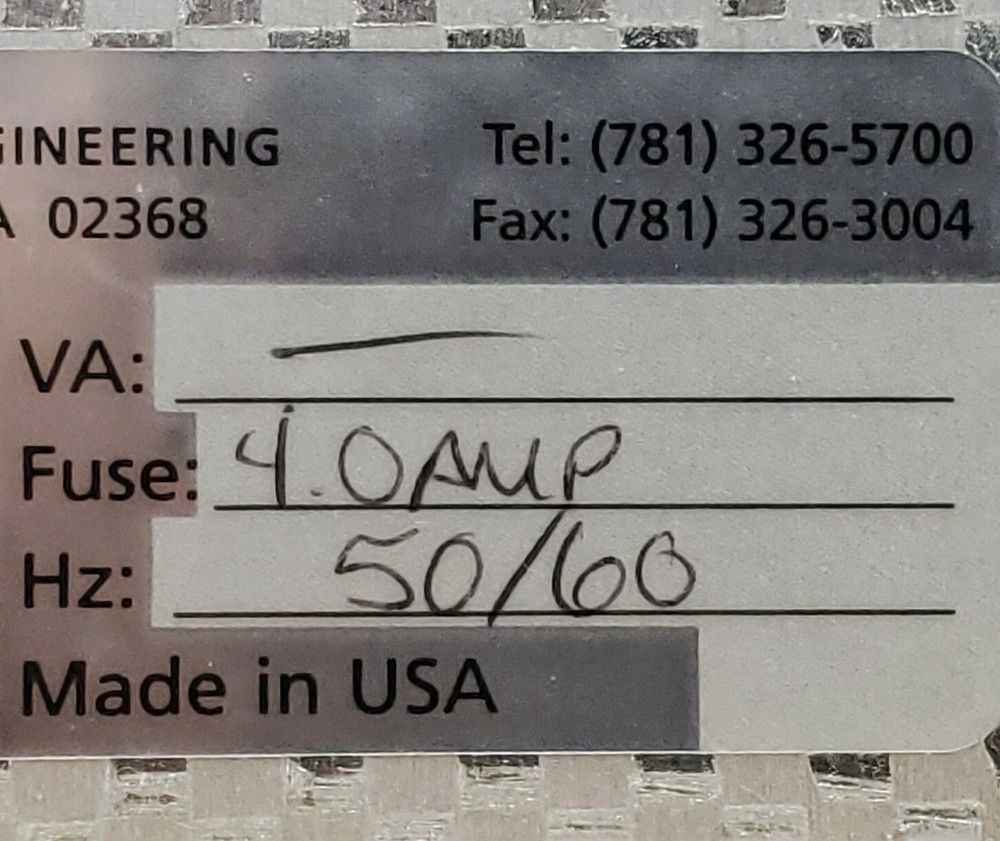 GINEERING Tel: (781) 326-5700
A 02368 Fax: (781) 326-3004
VA: —
Fuse: 4.0AMP
Hz: 50/60
Made in USA